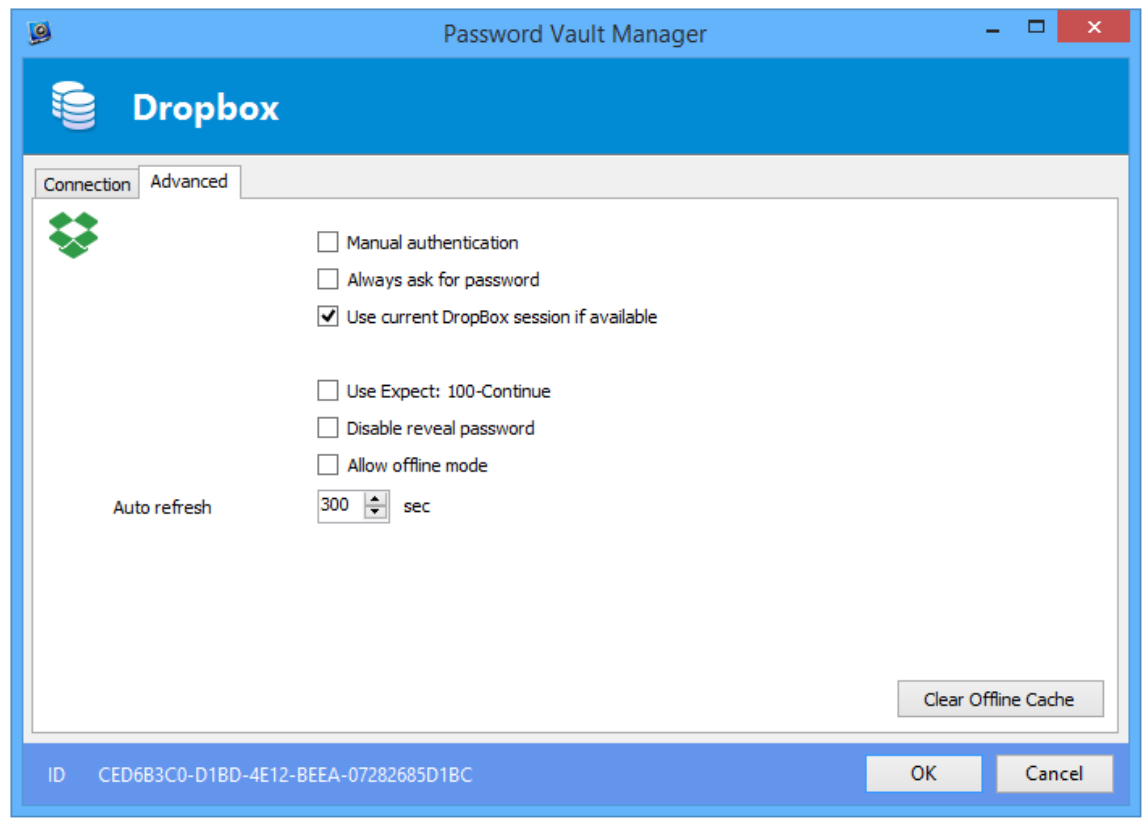 Password Vault Manager
Dropbox
Connection Advanced
Manual authentication
Always ask for password
Use current DropBox session if available
Use Expect: 100-Continue
Disable reveal password
Allow offline mode
Auto refresh 300 sec
Clear Offline Cache
ID CED6B3C0-D1BD-4E12-BEEA-07282685D1BC OK Cancel